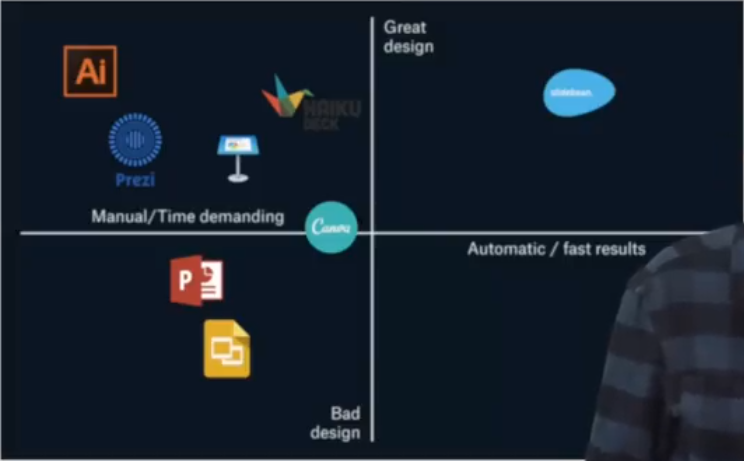 Great
design
Ai
slidebean.
HAIKU
DECK
Prezi
Manual/Time demanding
Canva
Automatic / fast results
P
Bad
design